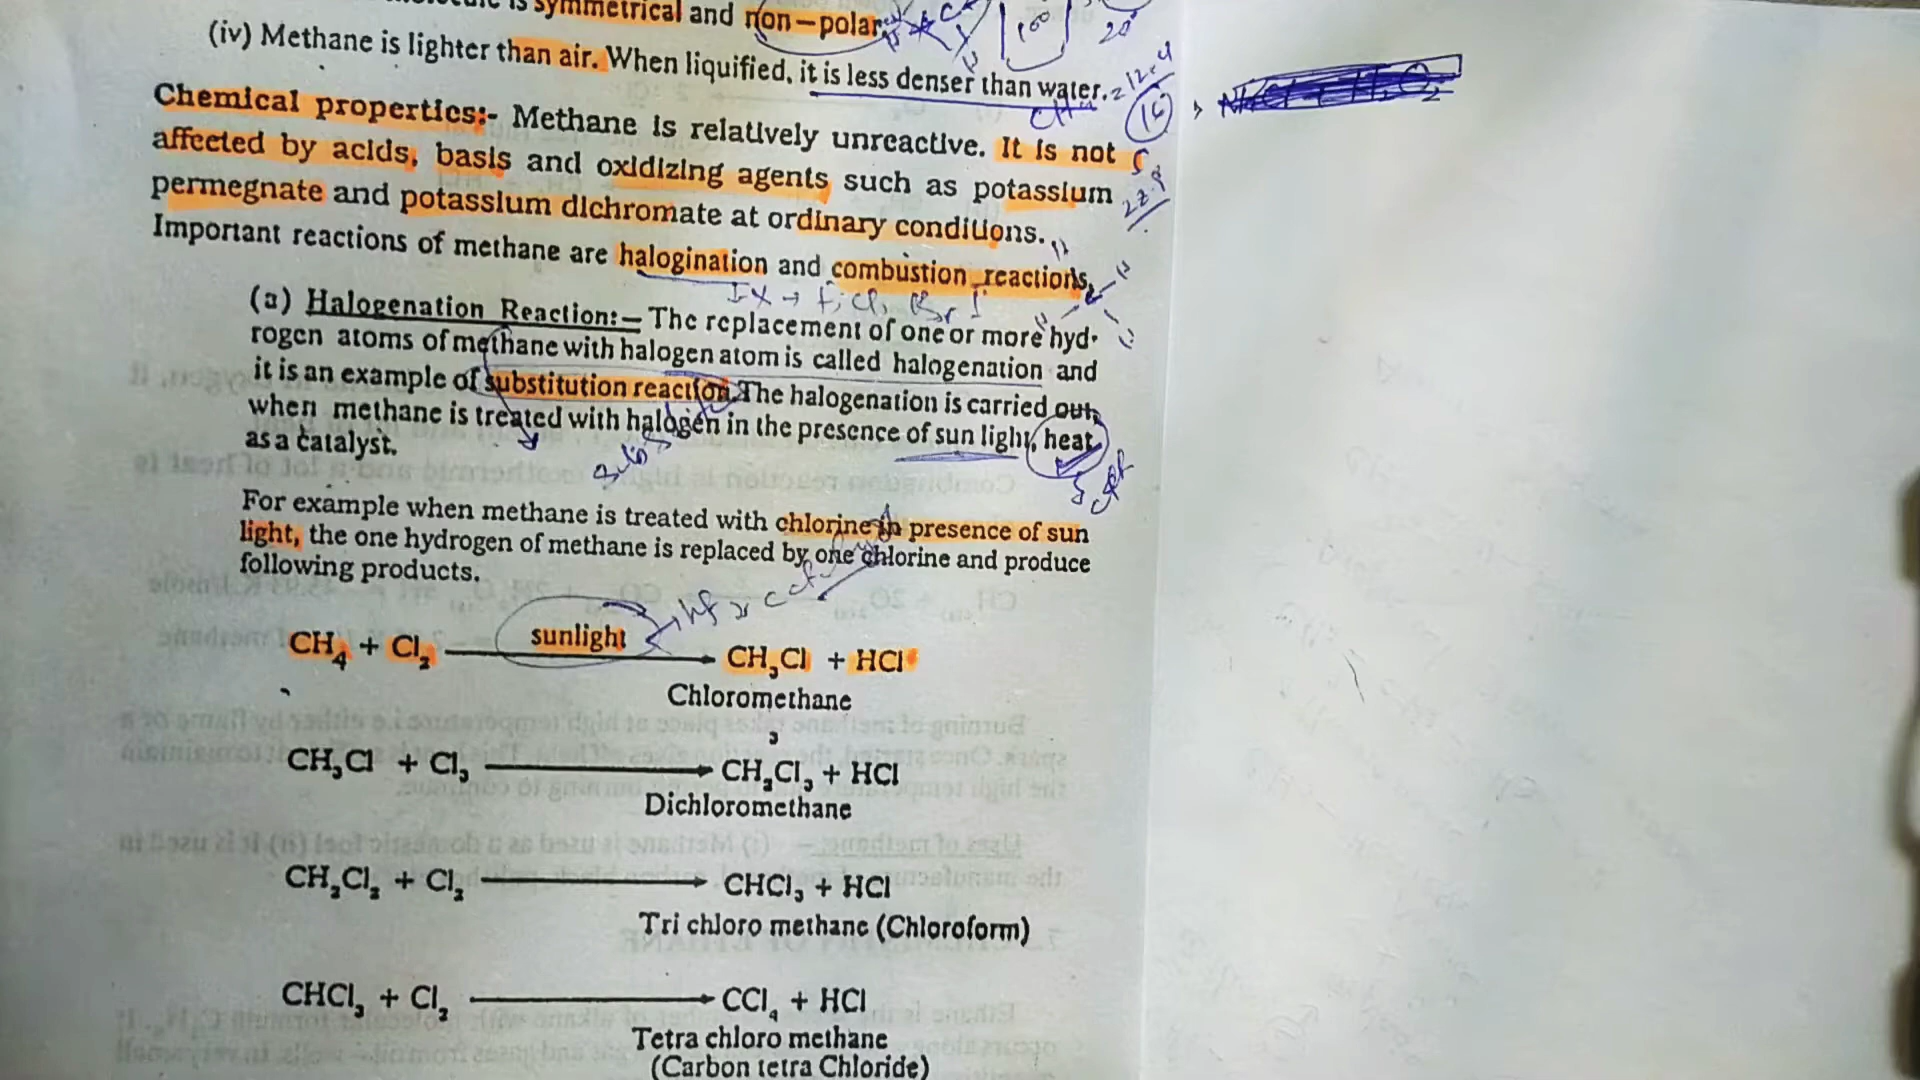 is symmetrical and non-polar.
(iv) Methane is lighter than air. When liquified, it is less denser than water.
Chemical properties:- Methane is relatively unreactive. It is not
affected by acids, basis and oxidizing agents such as potassium
permegnate and potassium dichromate at ordinary conditions.
Important reactions of methane are halogination and combustion reactions.
(a) Halogenation Reaction:— The replacement of one or more hyd-
rogen atoms of methane with halogen atom is called halogenation and
it is an example of substitution reaction. The halogenation is carried out,
when methane is treated with halogen in the presence of sun light, heat
as a catalyst.
For example when methane is treated with chlorine in presence of sun
light, the one hydrogen of methane is replaced by one chlorine and produce
following products.
CH₄ + Cl₂ sunlight CH₃Cl + HCl
Chloromethane
CH₃Cl + Cl₂ CH₂Cl₂ + HCl
Dichloromethane
CH₂Cl₂ + Cl₂ CHCl₃ + HCl
Tri chloro methane (Chloroform)
CHCl₃ + Cl₂ CCl₄ + HCl
Tetra chloro methane
(Carbon tetra Chloride)